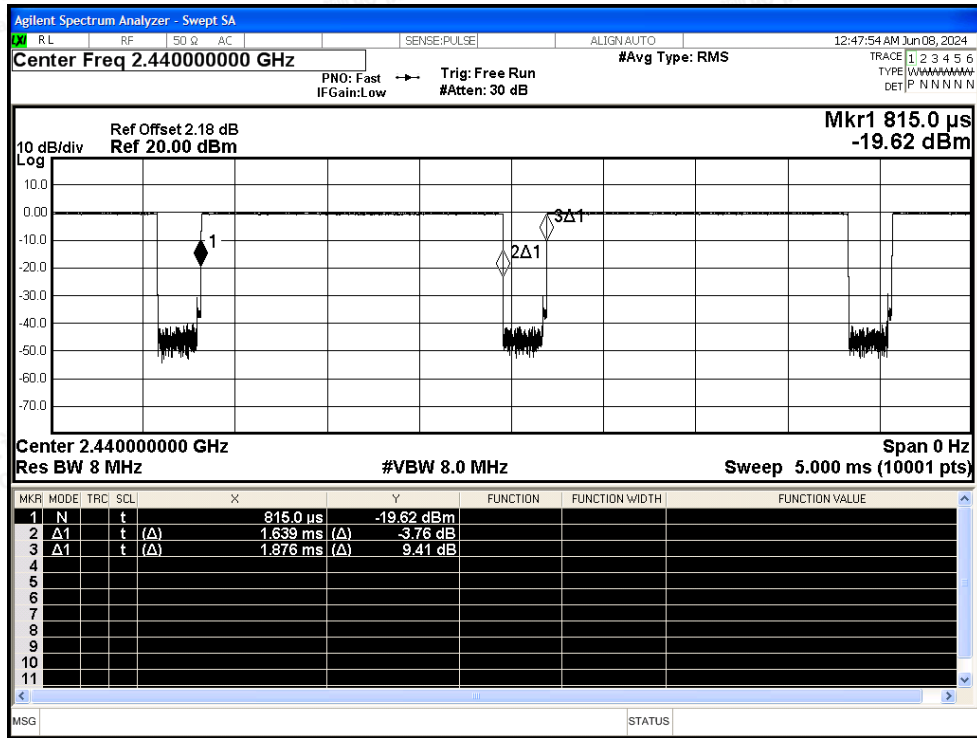 Agilent Spectrum Analyzer - Swept SA
LXI RL RF 50 Ω AC SENSE:PULSE ALIGN AUTO 12:47:54 AM Jun 08, 2024
Center Freq 2.440000000 GHz
PNO: Fast
IFGain:Low
Trig: Free Run
#Atten: 30 dB
#Avg Type: RMS
TRACE 1 2 3 4 5 6
TYPE WWWWWW
DET P N N N N N
Mkr1 815.0 µs
-19.62 dBm
Ref Offset 2.18 dB
10 dB/div Ref 20.00 dBm
Log
10.0
0.00
-10.0
-20.0
-30.0
-40.0
-50.0
-60.0
-70.0
1
2Δ1
3Δ1
Center 2.440000000 GHz Span 0 Hz
Res BW 8 MHz #VBW 8.0 MHz Sweep 5.000 ms (10001 pts)
MKR MODE TRC SCL X Y FUNCTION FUNCTION WIDTH FUNCTION VALUE
1 N t 815.0 µs -19.62 dBm
2 Δ1 t (Δ) 1.639 ms (Δ) -3.76 dB
3 Δ1 t (Δ) 1.876 ms (Δ) 9.41 dB
4
5
6
7
8
9
10
11
MSG STATUS